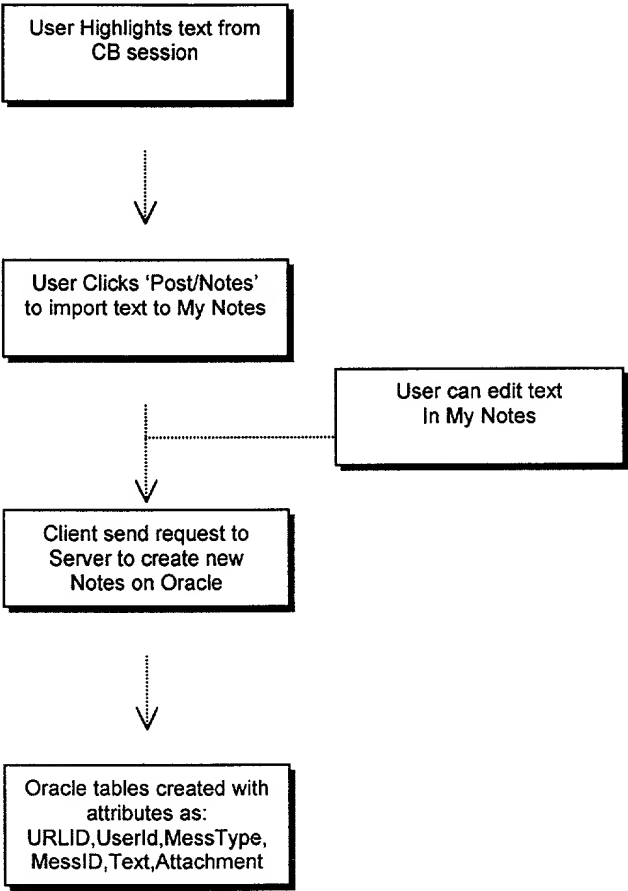 User Highlights text from
CB session
User Clicks ‘Post/Notes’
to import text to My Notes
User can edit text
In My Notes
Client send request to
Server to create new
Notes on Oracle
Oracle tables created with
attributes as:
URLID,UserId,MessType,
MessID,Text,Attachment